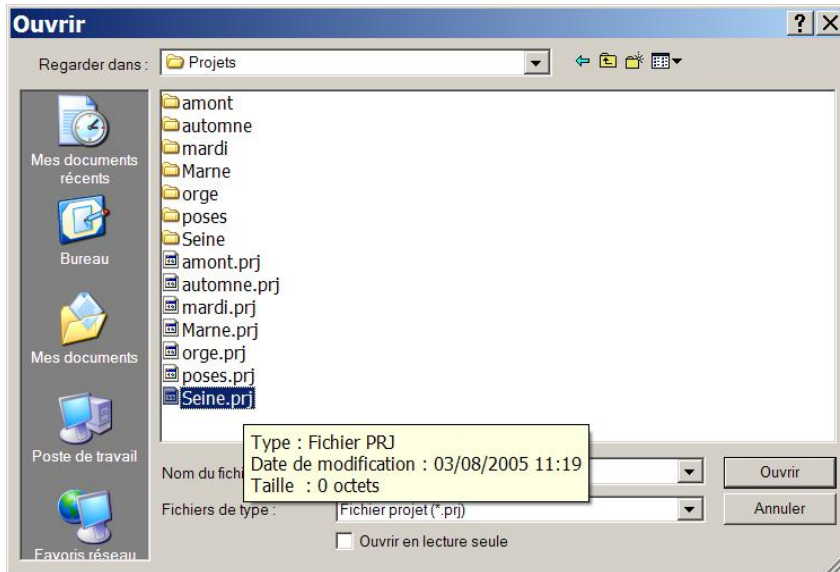 Ouvrir
Regarder dans :
Projets
Mes documents
récents
Bureau
Mes documents
Poste de travail
Favoris réseau
amont
automne
mardi
Marne
orge
poses
Seine
amont.prj
automne.prj
mardi.prj
Marne.prj
orge.prj
poses.prj
Seine.prj
Type : Fichier PRJ
Date de modification : 03/08/2005 11:19
Taille : 0 octets
Nom du fichi
Ouvrir
Fichiers de type :
Fichier projet (*.prj)
Annuler
Ouvrir en lecture seule